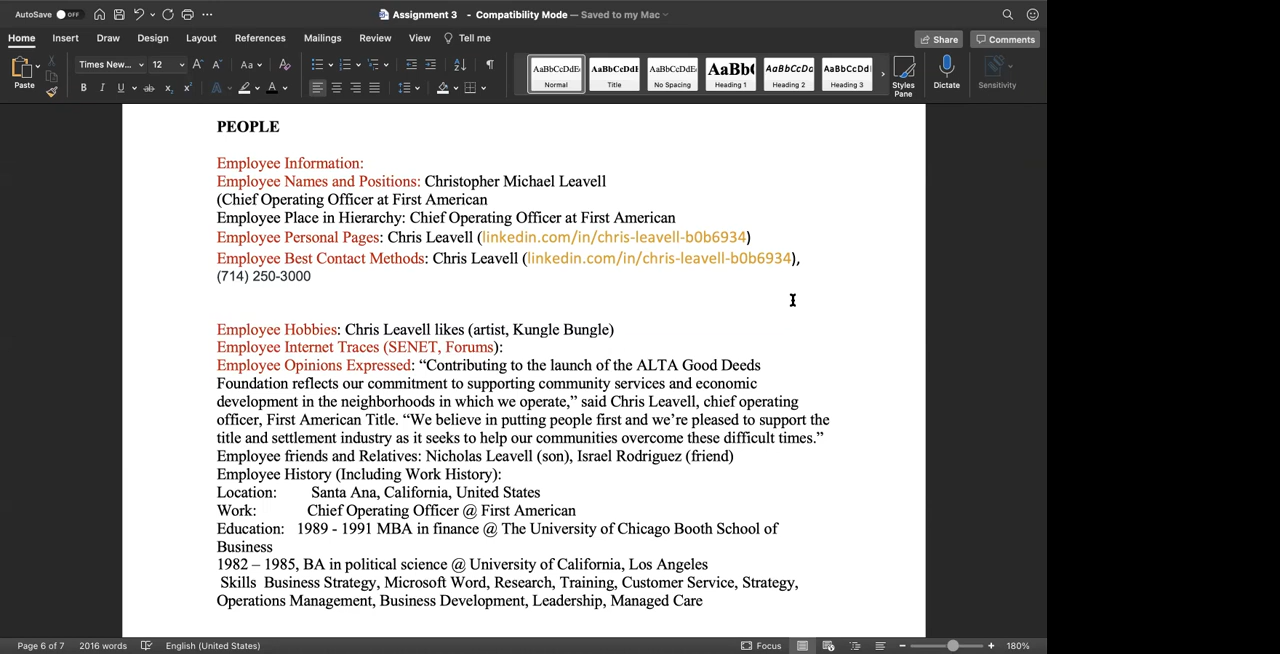 AutoSave OFF Assignment 3 - Compatibility Mode — Saved to my Mac
Home Insert Draw Design Layout References Mailings Review View Tell me Share Comments
Paste Times New... 12 A A Aa A ¶ AaBbCcDdEe AaBbCcDdI AaBbCcDdEe AaBb( AaBbCcDc AaBbCcDd Styles Pane Dictate Sensitivity
B I U ab x₂ x² A A Normal Title No Spacing Heading 1 Heading 2 Heading 3
PEOPLE
Employee Information:
Employee Names and Positions: Christopher Michael Leavell
(Chief Operating Officer at First American
Employee Place in Hierarchy: Chief Operating Officer at First American
Employee Personal Pages: Chris Leavell (linkedin.com/in/chris-leavell-b0b6934)
Employee Best Contact Methods: Chris Leavell (linkedin.com/in/chris-leavell-b0b6934),
(714) 250-3000
Employee Hobbies: Chris Leavell likes (artist, Kungle Bungle)
Employee Internet Traces (SENET, Forums):
Employee Opinions Expressed: “Contributing to the launch of the ALTA Good Deeds
Foundation reflects our commitment to supporting community services and economic
development in the neighborhoods in which we operate,” said Chris Leavell, chief operating
officer, First American Title. “We believe in putting people first and we’re pleased to support the
title and settlement industry as it seeks to help our communities overcome these difficult times.”
Employee friends and Relatives: Nicholas Leavell (son), Israel Rodriguez (friend)
Employee History (Including Work History):
Location: Santa Ana, California, United States
Work: Chief Operating Officer @ First American
Education: 1989 - 1991 MBA in finance @ The University of Chicago Booth School of
Business
1982 – 1985, BA in political science @ University of California, Los Angeles
Skills Business Strategy, Microsoft Word, Research, Training, Customer Service, Strategy,
Operations Management, Business Development, Leadership, Managed Care
Page 6 of 7 2016 words English (United States) Focus 180%